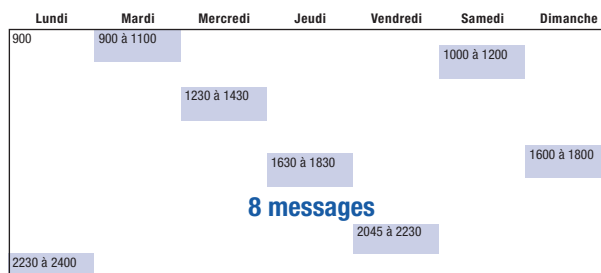 Lundi Mardi Mercredi Jeudi Vendredi Samedi Dimanche
900 900 à 1100
1000 à 1200
1230 à 1430
1600 à 1800
1630 à 1830
8 messages
2045 à 2230
2230 à 2400